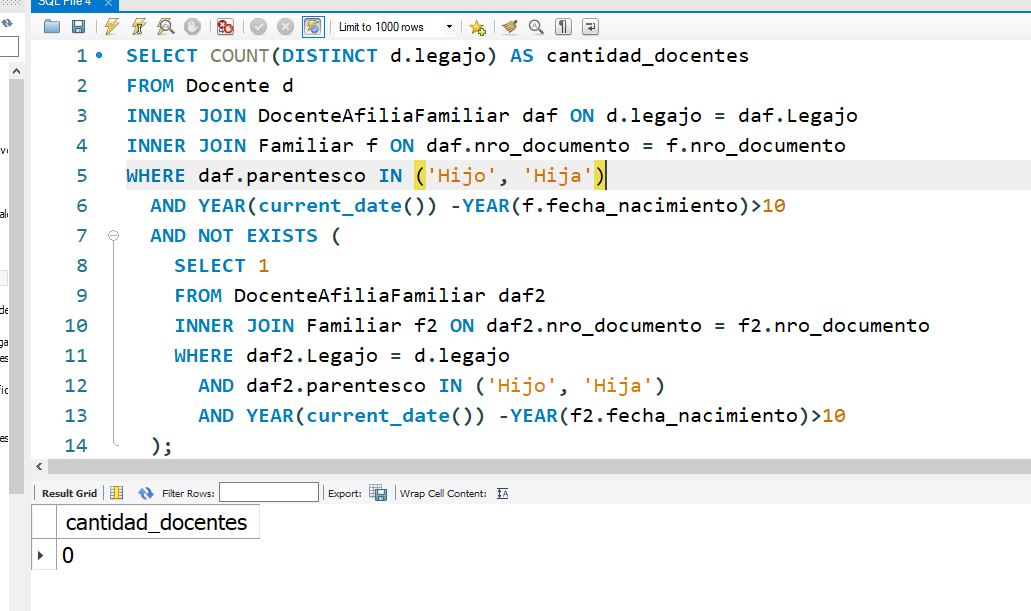 SQL File 4
Limit to 1000 rows
1 SELECT COUNT(DISTINCT d.legajo) AS cantidad_docentes
2 FROM Docente d
3 INNER JOIN DocenteAfiliaFamiliar daf ON d.legajo = daf.Legajo
4 INNER JOIN Familiar f ON daf.nro_documento = f.nro_documento
5 WHERE daf.parentesco IN ('Hijo', 'Hija')
6 AND YEAR(current_date()) -YEAR(f.fecha_nacimiento)>10
7 AND NOT EXISTS (
8 SELECT 1
9 FROM DocenteAfiliaFamiliar daf2
10 INNER JOIN Familiar f2 ON daf2.nro_documento = f2.nro_documento
11 WHERE daf2.Legajo = d.legajo
12 AND daf2.parentesco IN ('Hijo', 'Hija')
13 AND YEAR(current_date()) -YEAR(f2.fecha_nacimiento)>10
14 );
Result Grid Filter Rows: Export: Wrap Cell Content:
cantidad_docentes
0